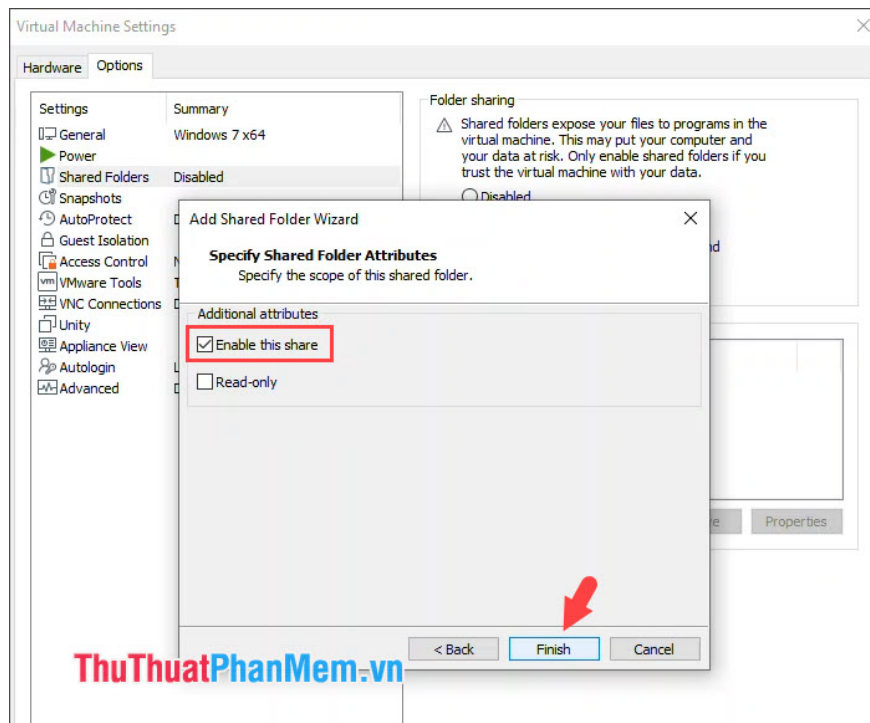 Virtual Machine Settings
Hardware Options
Settings Summary
General Windows 7 x64
Power
Shared Folders Disabled
Snapshots
AutoProtect
Guest Isolation
Access Control
vm VMware Tools
VNC Connections
Unity
Appliance View
Autologin
Advanced
Folder sharing
Shared folders expose your files to programs in the
virtual machine. This may put your computer and
your data at risk. Only enable shared folders if you
trust the virtual machine with your data.
Disabled
Add Shared Folder Wizard
Specify Shared Folder Attributes
Specify the scope of this shared folder.
Additional attributes
Enable this share
Read-only
Properties
< Back Finish Cancel
ThuThuatPhanMem.vn